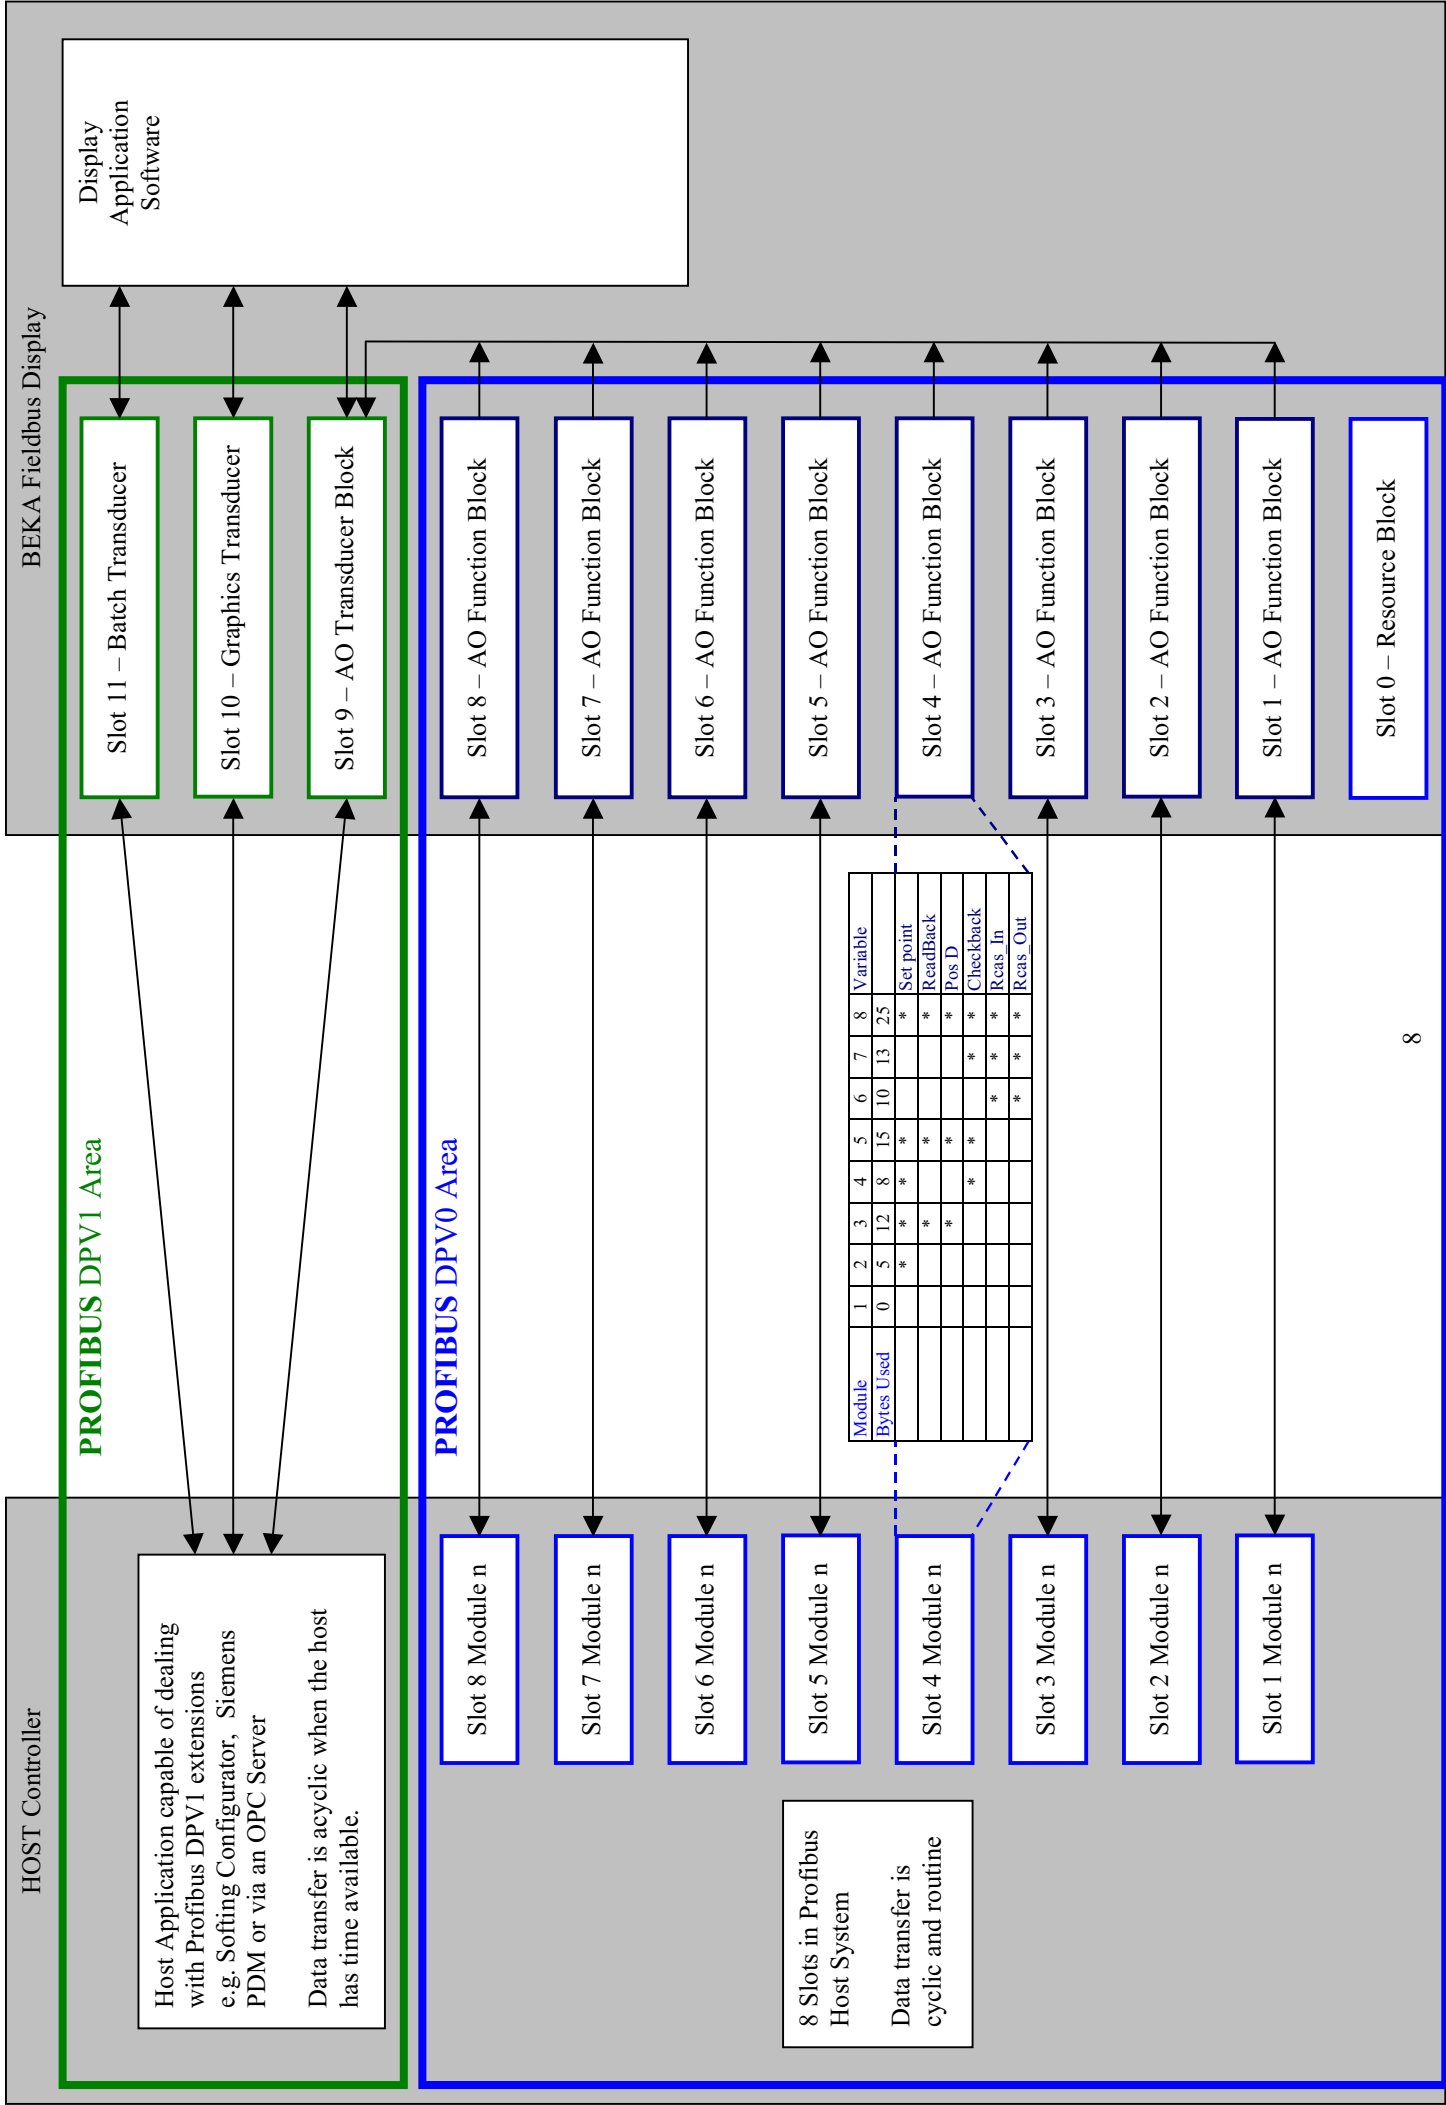 HOST Controller
BEKA Fieldbus Display
PROFIBUS DPV1 Area
Host Application capable of dealing
with Profibus DPV1 extensions
e.g. Softing Configurator, Siemens
PDM or via an OPC Server
Data transfer is acyclic when the host
has time available.
Slot 11 – Batch Transducer
Slot 10 – Graphics Transducer
Slot 9 – AO Transducer Block
Display
Application
Software
PROFIBUS DPV0 Area
8 Slots in Profibus
Host System
Data transfer is
cyclic and routine
Slot 8 Module n
Slot 7 Module n
Slot 6 Module n
Slot 5 Module n
Slot 4 Module n
Slot 3 Module n
Slot 2 Module n
Slot 1 Module n
Module 1 2 3 4 5 6 7 8 Variable
Bytes Used 0 5 12 8 15 10 13 25
* * * * * Set point
* * * ReadBack
* * * Pos D
* * * * Checkback
* * * Rcas_In
* * * Rcas_Out
Slot 8 – AO Function Block
Slot 7 – AO Function Block
Slot 6 – AO Function Block
Slot 5 – AO Function Block
Slot 4 – AO Function Block
Slot 3 – AO Function Block
Slot 2 – AO Function Block
Slot 1 – AO Function Block
Slot 0 – Resource Block
8